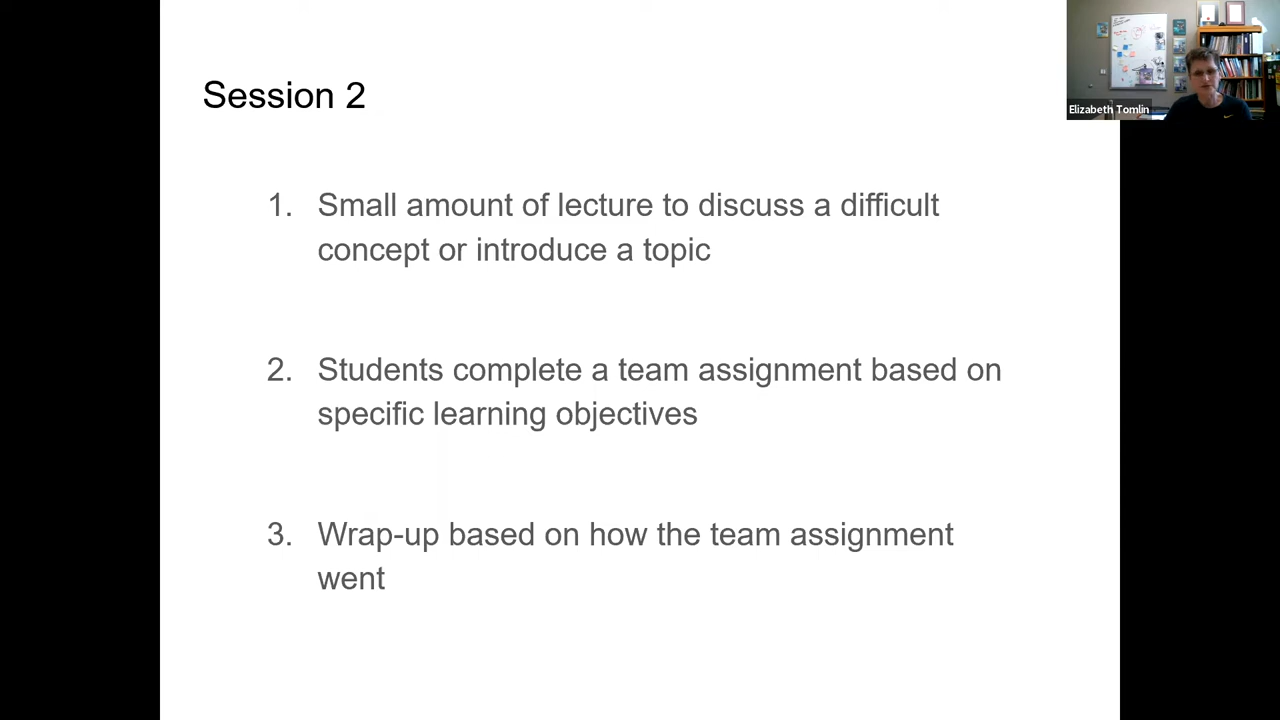 Session 2
Elizabeth Tomlin
1. Small amount of lecture to discuss a difficult
concept or introduce a topic
2. Students complete a team assignment based on
specific learning objectives
3. Wrap-up based on how the team assignment
went